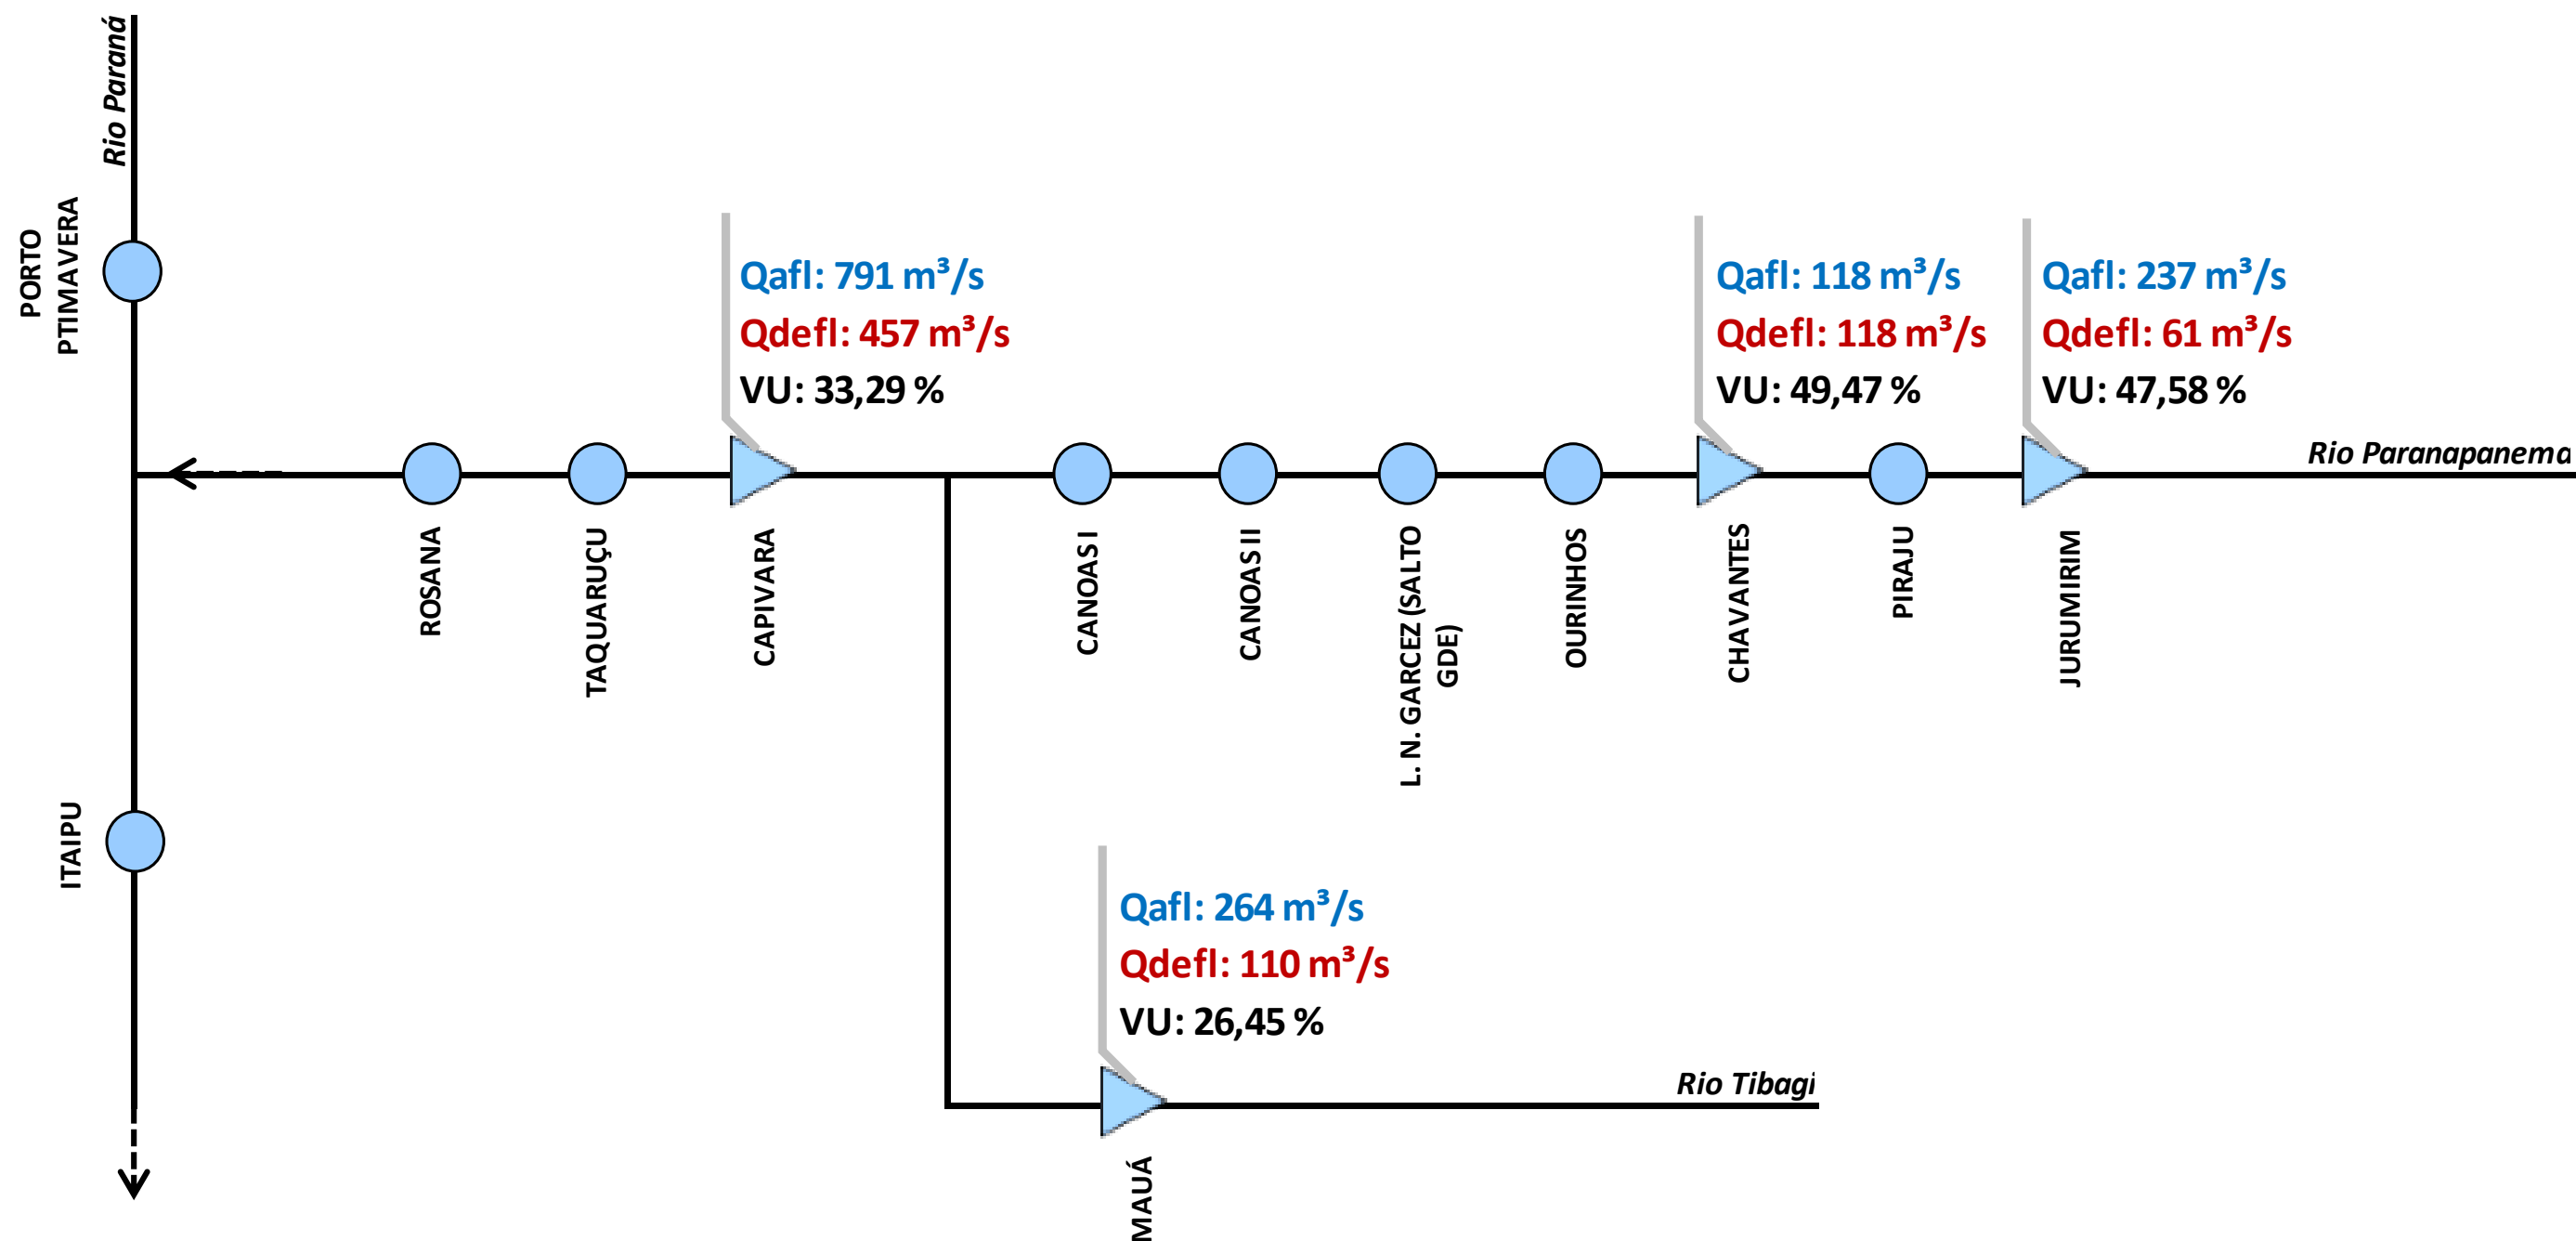 Rio Paraná
PORTO
PTIMAVERA
Qafl: 791 m³/s
Qdefl: 457 m³/s
VU: 33,29 %
Qafl: 118 m³/s
Qdefl: 118 m³/s
VU: 49,47 %
Qafl: 237 m³/s
Qdefl: 61 m³/s
VU: 47,58 %
Rio Paranapanema
ROSANA
TAQUARUÇU
CAPIVARA
CANOAS I
CANOAS II
L. N. GARCEZ (SALTO
GDE)
OURINHOS
CHAVANTES
PIRAJU
JURUMIRIM
ITAIPU
Qafl: 264 m³/s
Qdefl: 110 m³/s
VU: 26,45 %
Rio Tibagi
MAUÁ